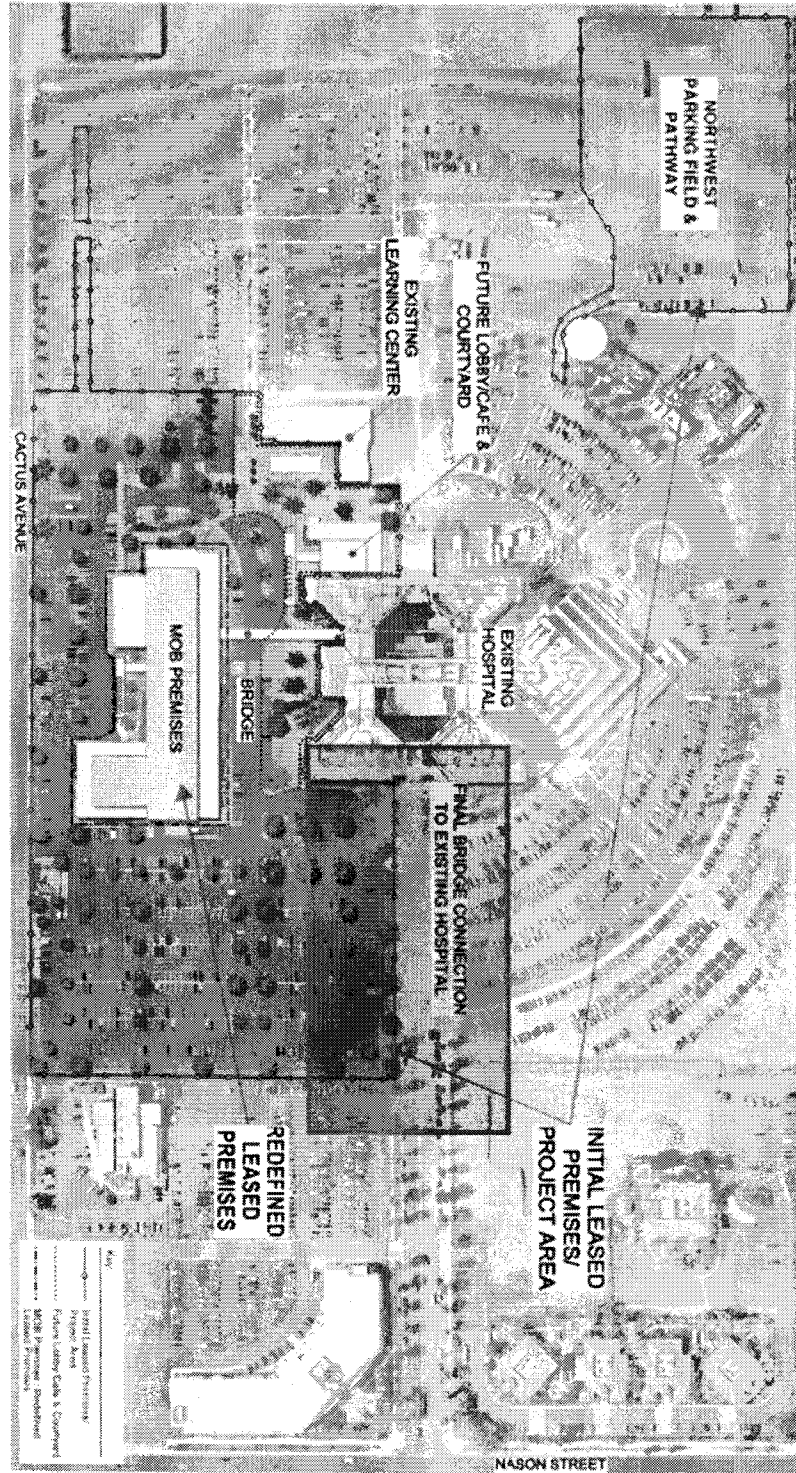 NORTHWEST
PARKING FIELD &
PATHWAY
FUTURE LOBBY/CAFE &
COURTYARD
EXISTING
LEARNING CENTER
CACTUS AVENUE
EXISTING
HOSPITAL
MOB PREMISES
BRIDGE
FINAL BRIDGE CONNECTION
TO EXISTING HOSPITAL
INITIAL LEASED
PREMISES/
PROJECT AREA
REDEFINED
LEASED
PREMISES
NASON STREET
Key
Initial Leased Premises/
Project Area
Future Lobby Cafe & Courtyard
MOB Premises Redefined
Leased Premises